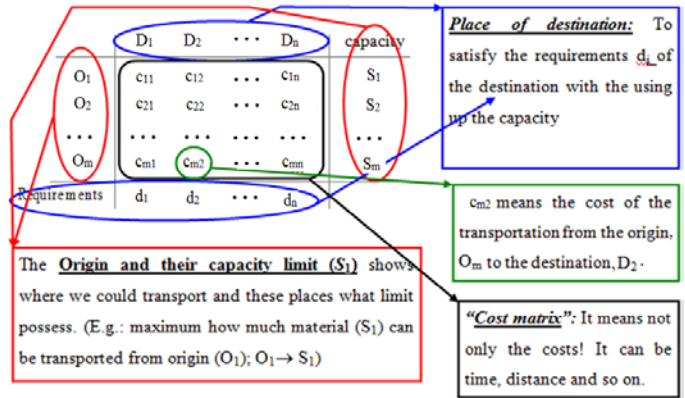 D1 D2 ··· Dn capacity
O1 c11 c12 ··· c1n S1
O2 c21 c22 ··· c2n S2
··· ··· ··· ··· ··· ···
Om cm1 cm2 ··· cmn Sm
Requirements d1 d2 ··· dn
Place of destination: To
satisfy the requirements di of
the destination with the using
up the capacity
cm2 means the cost of the
transportation from the origin,
Om to the destination, D2.
The Origin and their capacity limit (S1) shows
where we could transport and these places what limit
possess. (E.g.: maximum how much material (S1) can
be transported from origin (O1); O1→ S1)
“Cost matrix”: It means not
only the costs! It can be
time, distance and so on.